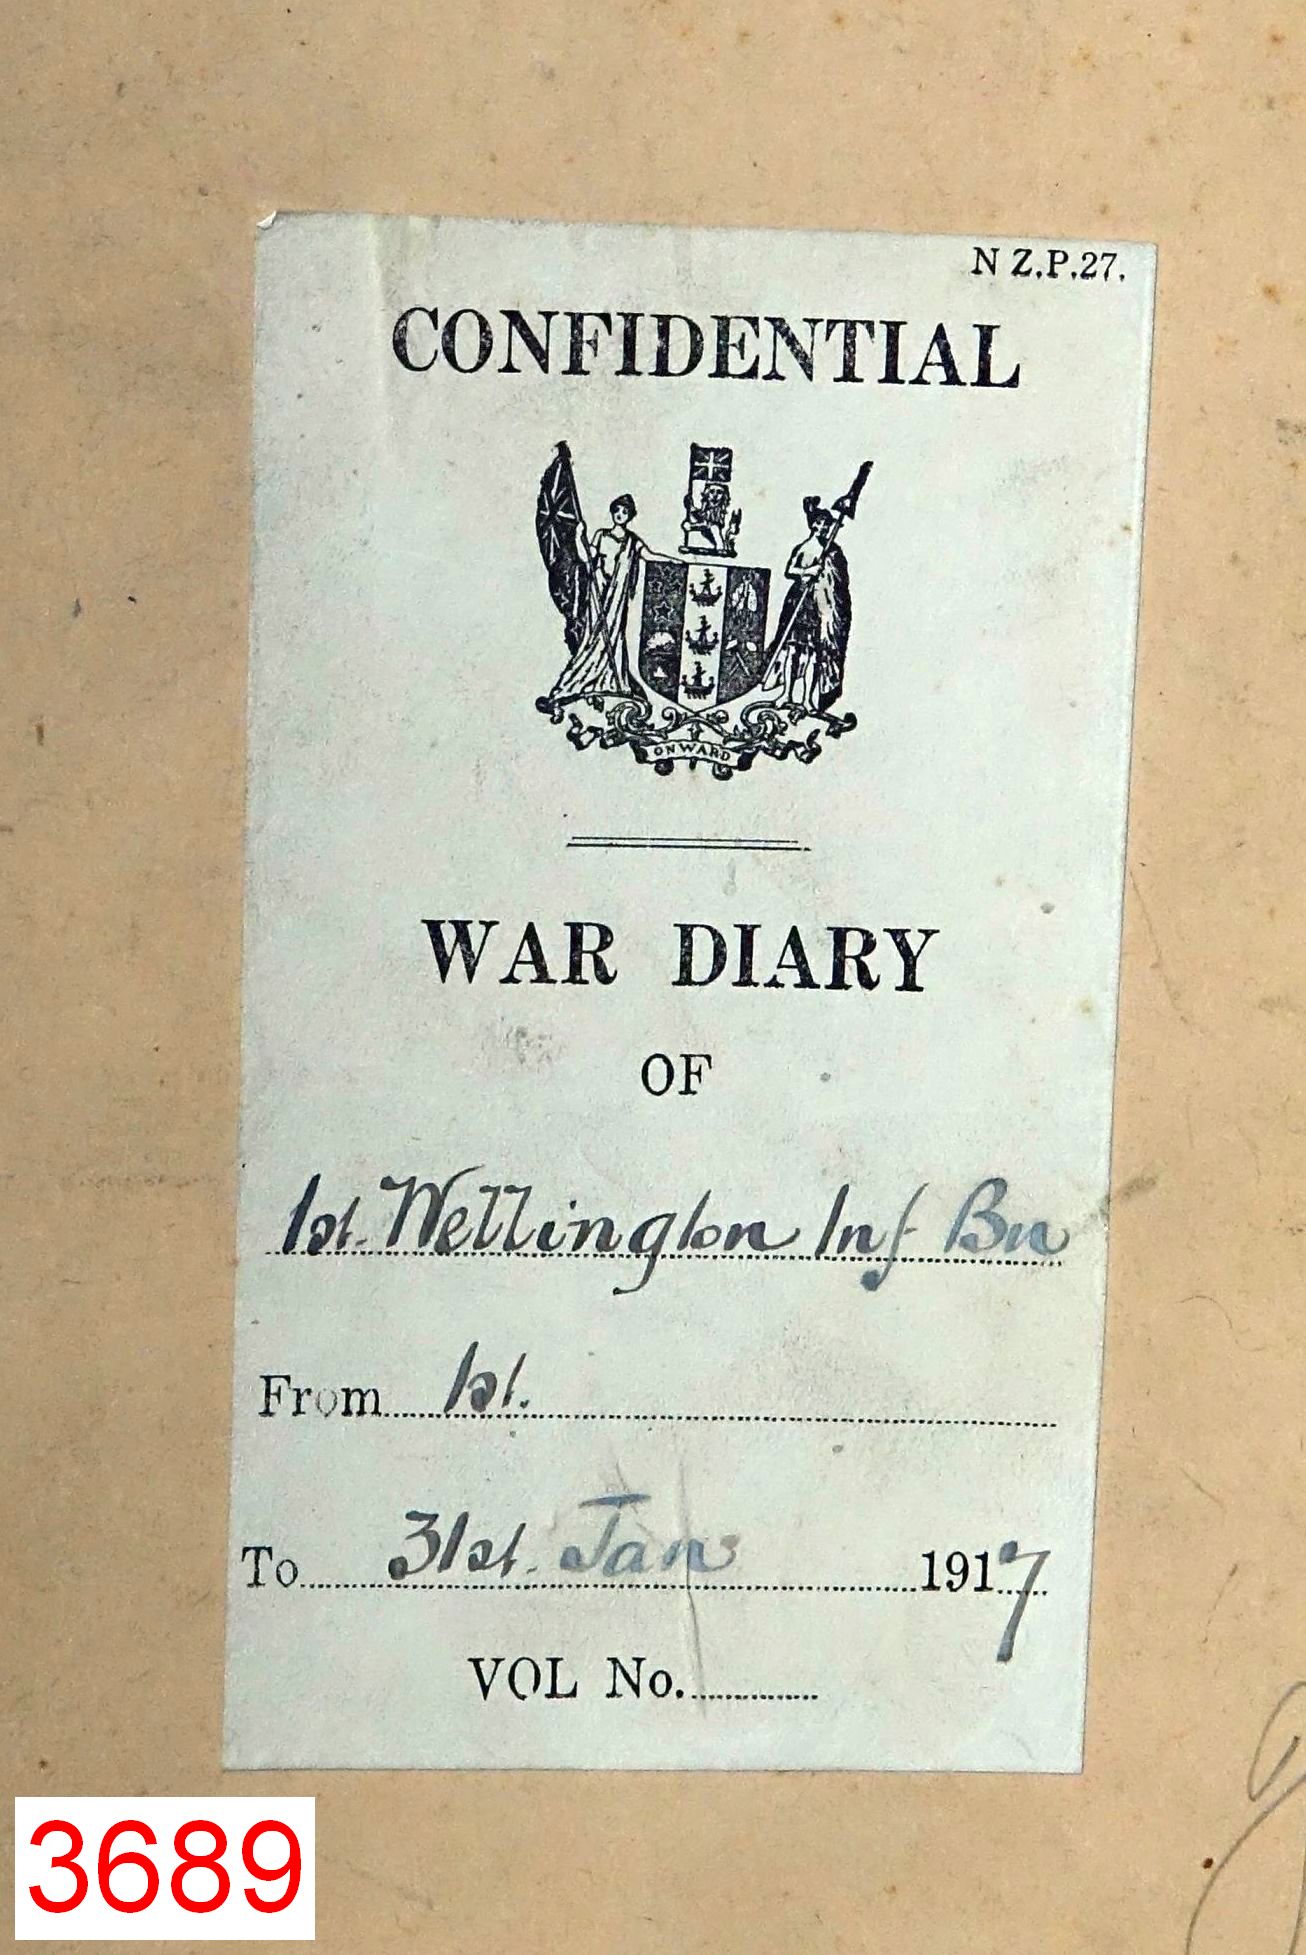 N Z.P.27.
CONFIDENTIAL
ONWARD
WAR DIARY
OF
1st. Wellington Inf Bn
From 1st.
To 31st. Jan 1917
VOL No.
3689